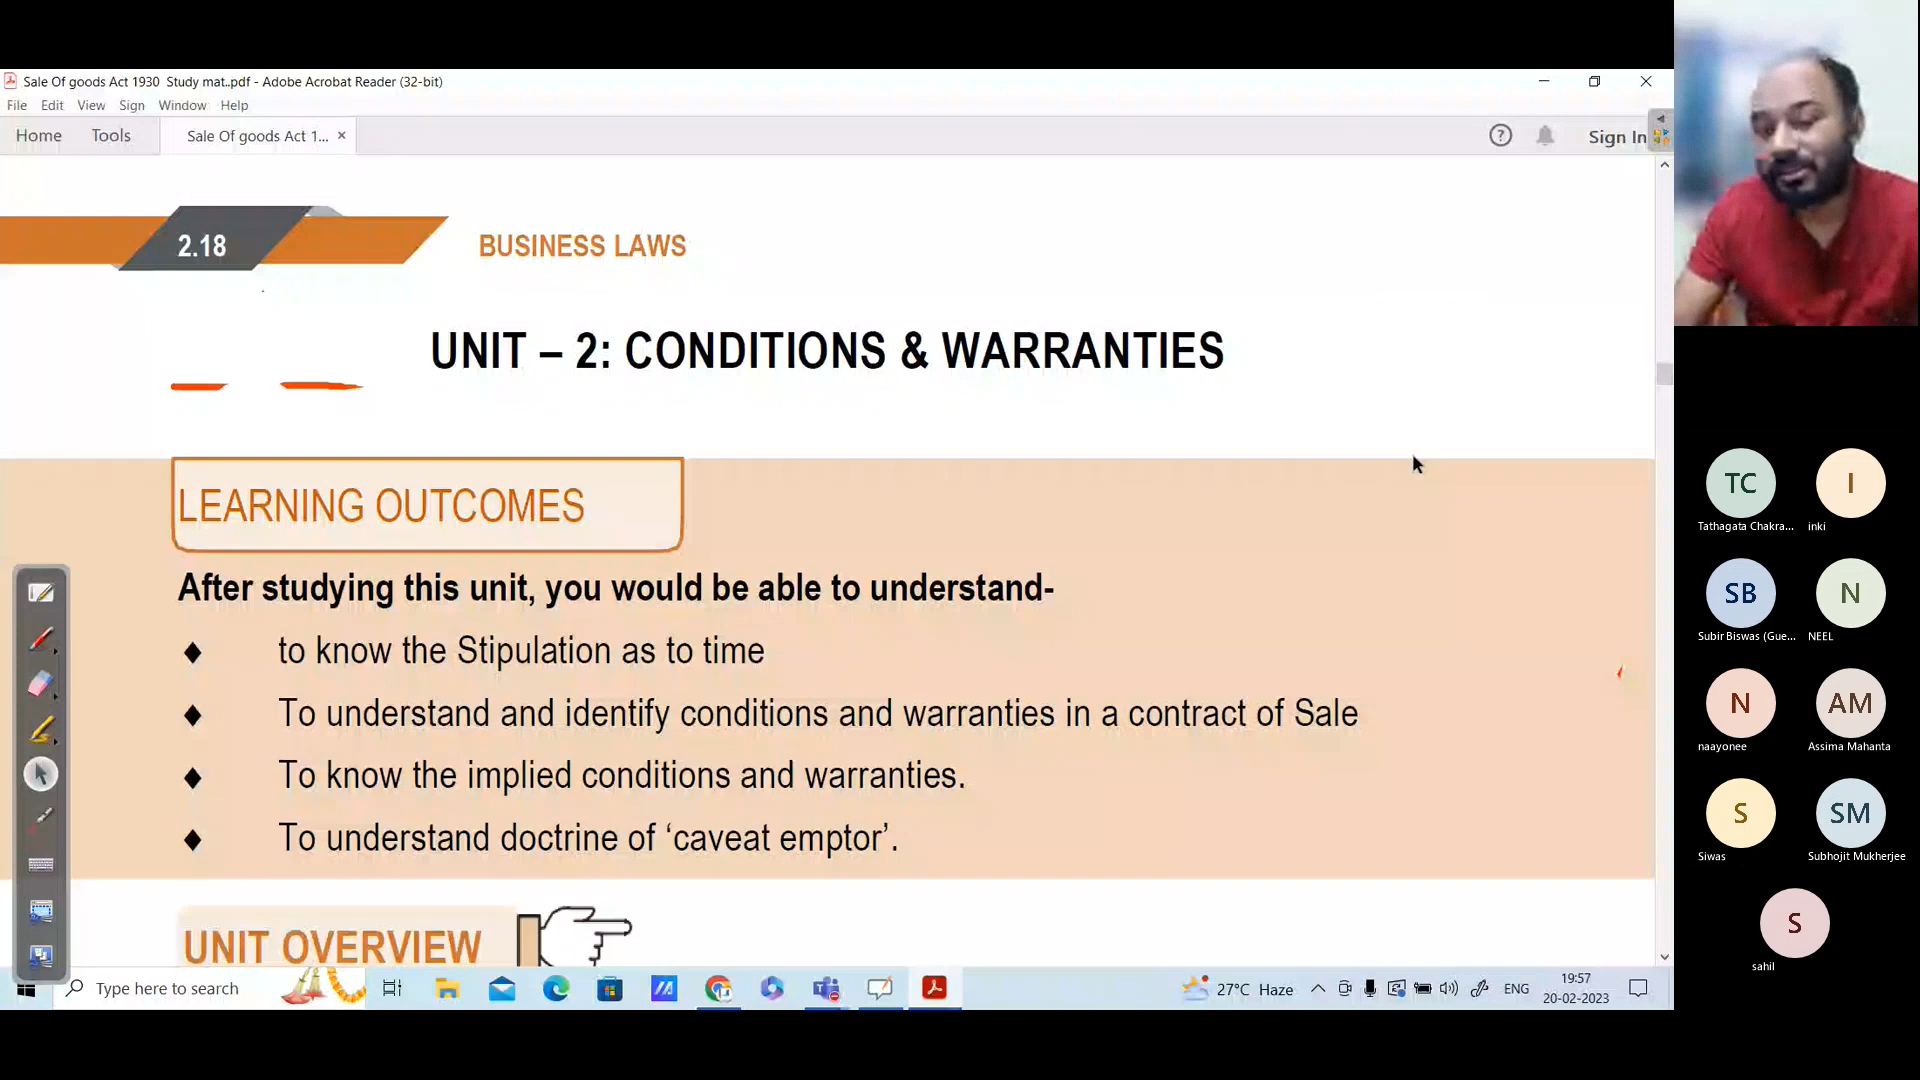 Sale Of goods Act 1930 Study mat..pdf - Adobe Acrobat Reader (32-bit)
File Edit View Sign Window Help
Home Tools Sale Of goods Act 1... × Sign In
2.18 BUSINESS LAWS
UNIT – 2: CONDITIONS & WARRANTIES
LEARNING OUTCOMES
After studying this unit, you would be able to understand-
♦ to know the Stipulation as to time
♦ To understand and identify conditions and warranties in a contract of Sale
♦ To know the implied conditions and warranties.
♦ To understand doctrine of ‘caveat emptor’.
UNIT OVERVIEW
Type here to search
27°C Haze
ENG
19:57
20-02-2023
TC I
Tathagata Chakra... inki
SB N
Subir Biswas (Gue... NEEL
N AM
naayonee Assima Mahanta
S SM
Siwas Subhojit Mukherjee
S
sahil